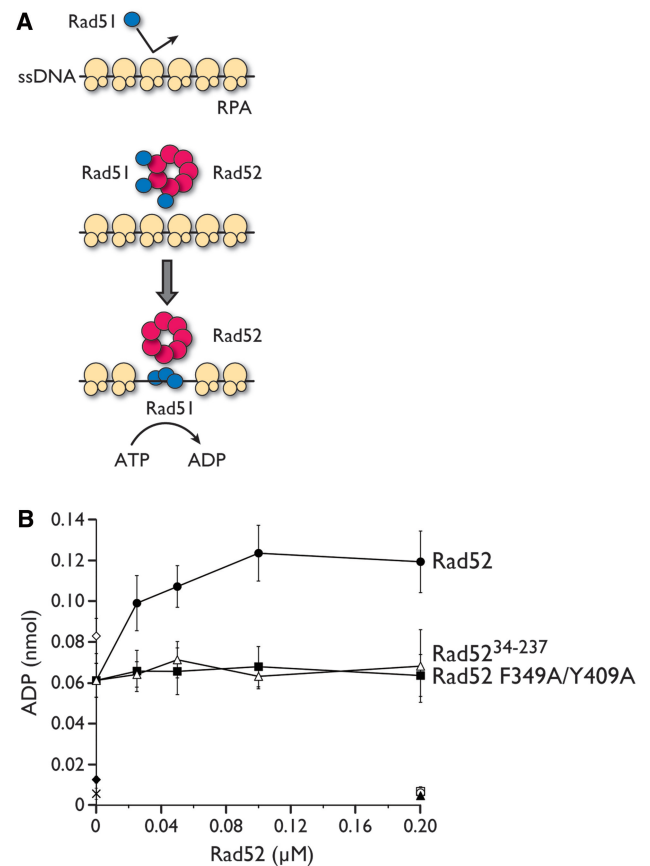 A
Rad51
ssDNA
RPA
Rad51 Rad52
Rad52
Rad51
ATP ADP
B
0.14
0.12
0.10
0.08
0.06
0.04
0.02
0
ADP (nmol)
Rad52
Rad52³⁴⁻²³⁷
Rad52 F349A/Y409A
0 0.04 0.08 0.12 0.16 0.20
Rad52 (µM)